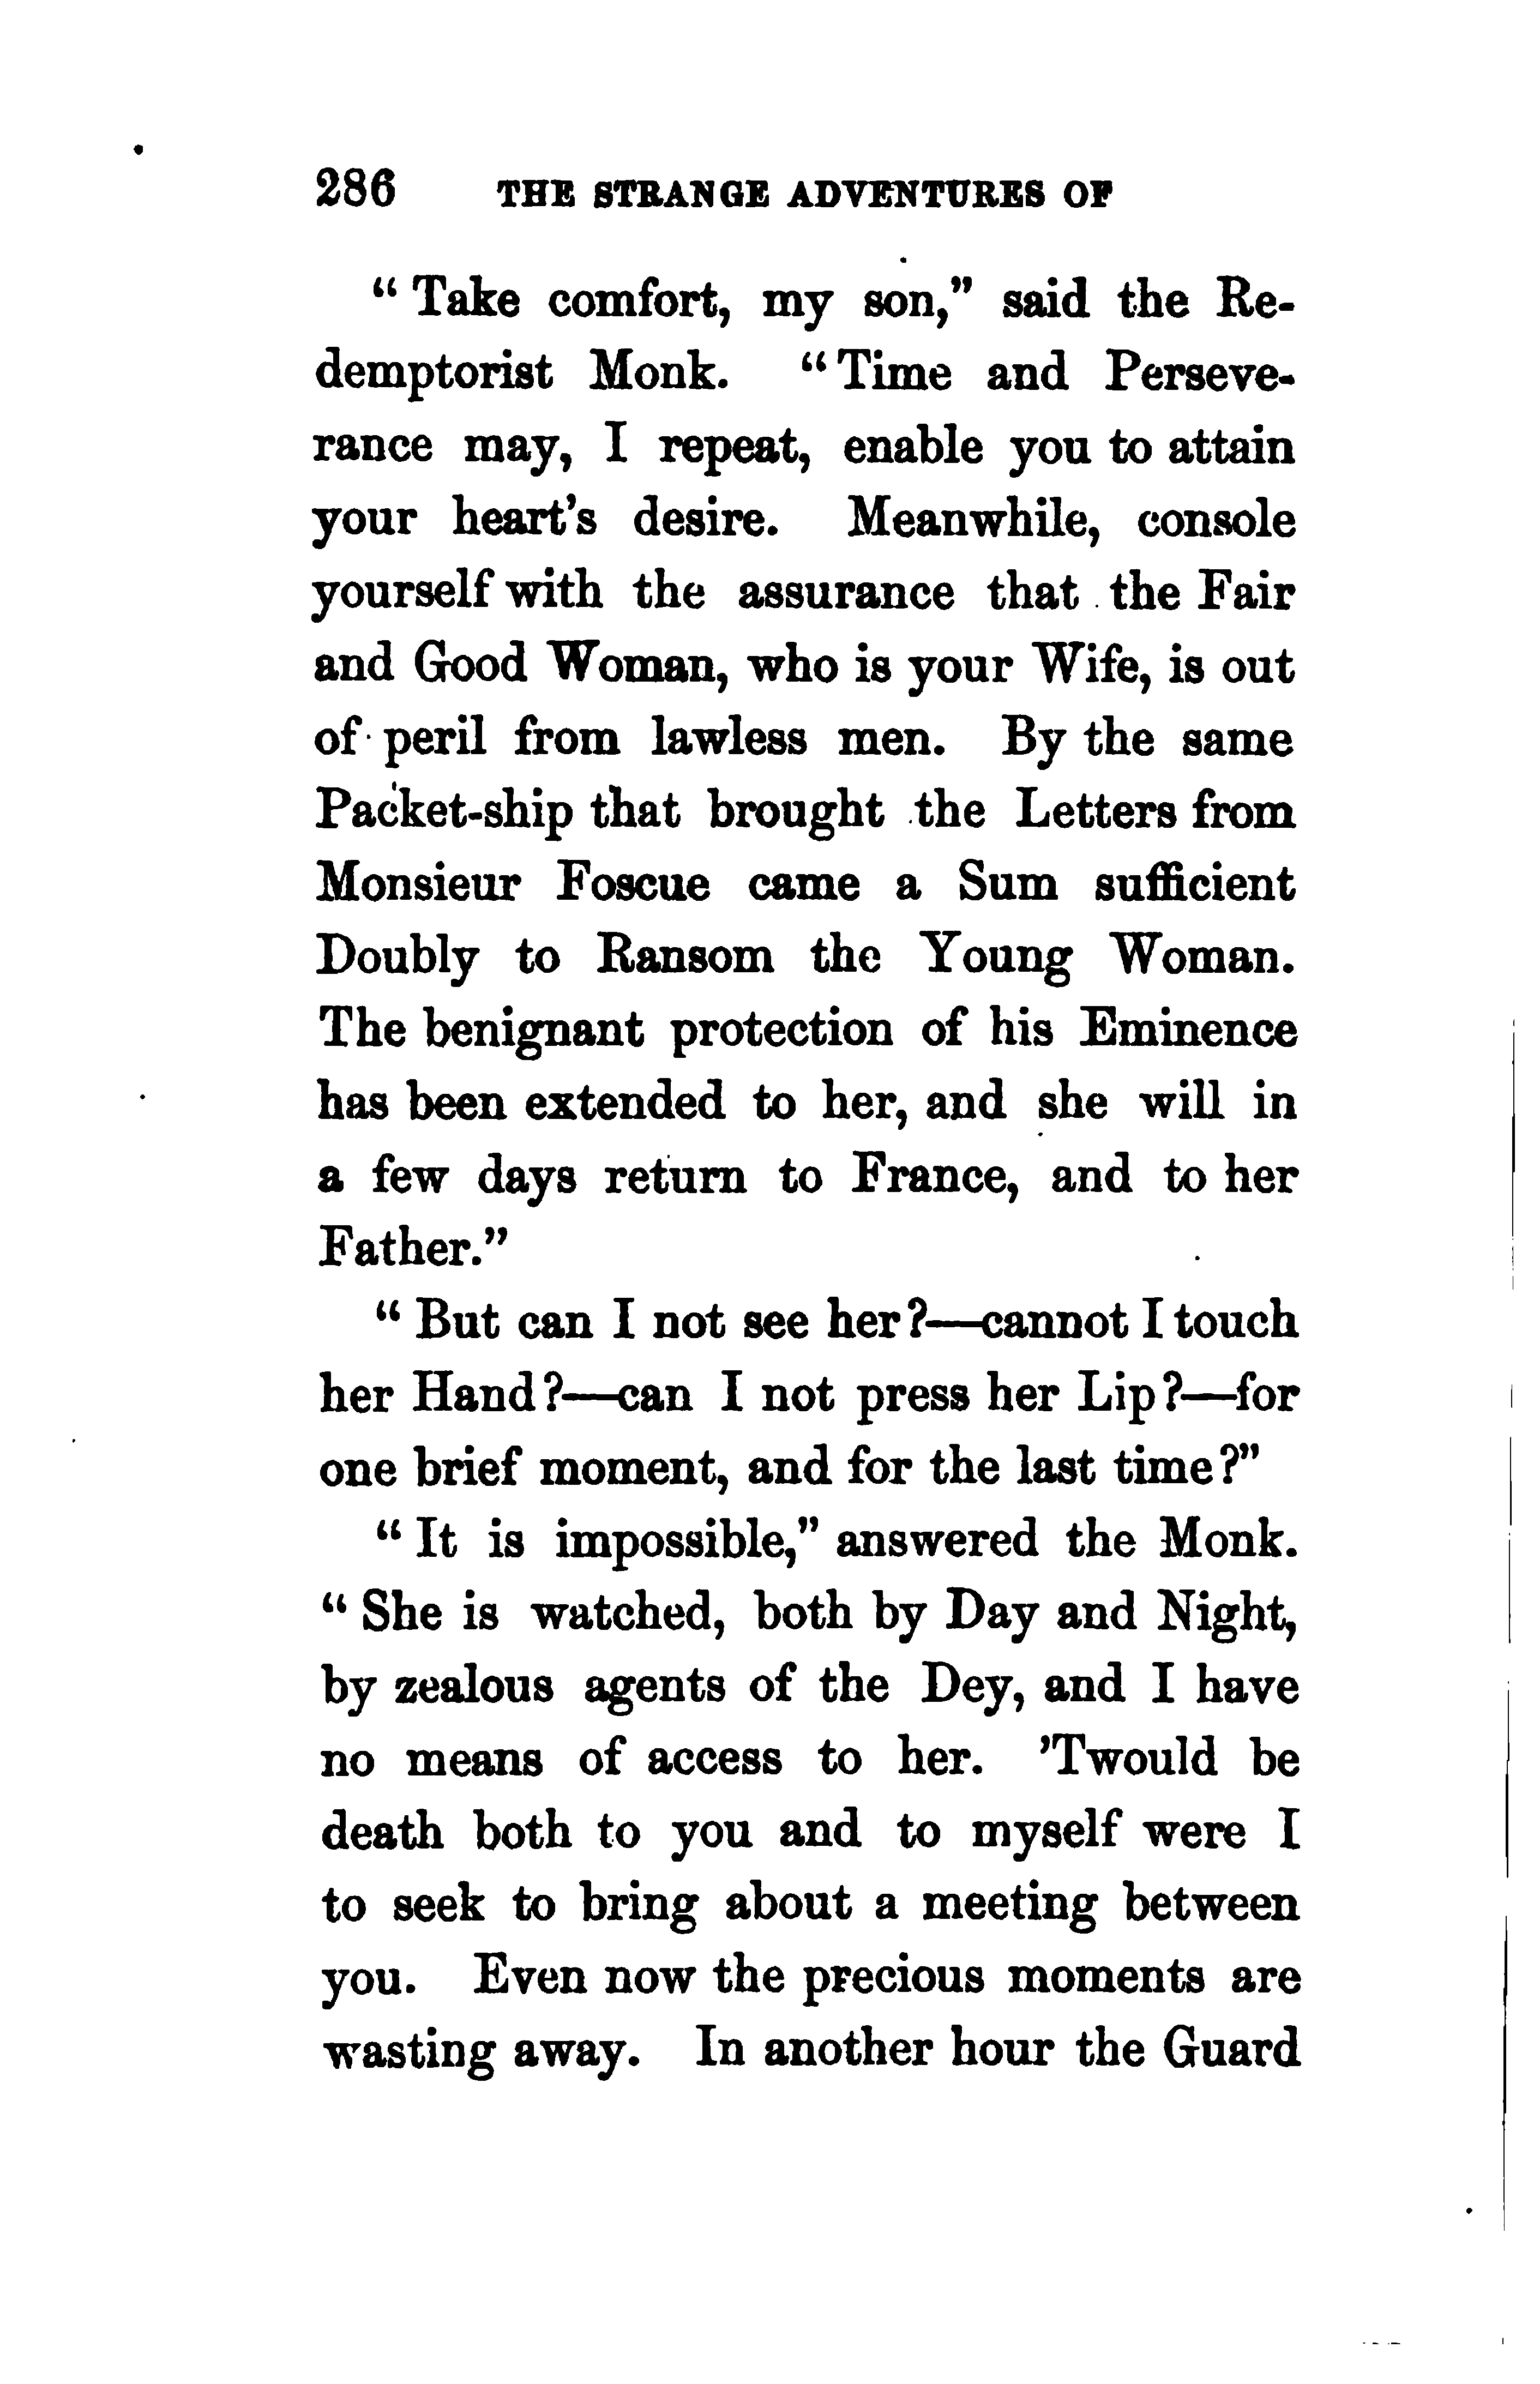 286 THE STRANGE ADVENTURES OF
“Take comfort, my son,” said the Re-
demptorist Monk. “Time and Perseve-
rance may, I repeat, enable you to attain
your heart’s desire. Meanwhile, console
yourself with the assurance that the Fair
and Good Woman, who is your Wife, is out
of peril from lawless men. By the same
Packet-ship that brought the Letters from
Monsieur Foscue came a Sum sufficient
Doubly to Ransom the Young Woman.
The benignant protection of his Eminence
has been extended to her, and she will in
a few days return to France, and to her
Father.”
“But can I not see her?—cannot I touch
her Hand?—can I not press her Lip?—for
one brief moment, and for the last time?”
“It is impossible,” answered the Monk.
“She is watched, both by Day and Night,
by zealous agents of the Dey, and I have
no means of access to her. ’Twould be
death both to you and to myself were I
to seek to bring about a meeting between
you. Even now the precious moments are
wasting away. In another hour the Guard